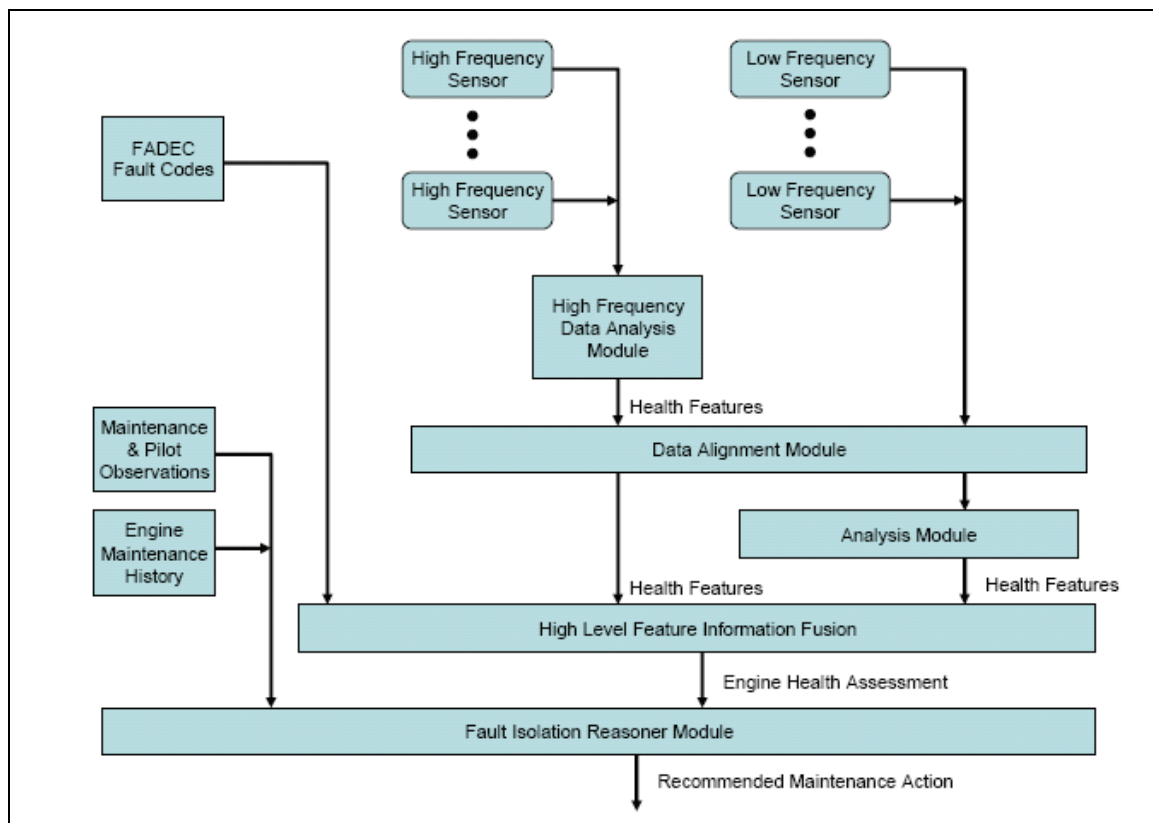 High Frequency
Sensor
Low Frequency
Sensor
FADEC
Fault Codes
High Frequency
Sensor
Low Frequency
Sensor
High Frequency
Data Analysis
Module
Health Features
Maintenance
& Pilot
Observations
Data Alignment Module
Engine
Maintenance
History
Analysis Module
Health Features
Health Features
High Level Feature Information Fusion
Engine Health Assessment
Fault Isolation Reasoner Module
Recommended Maintenance Action